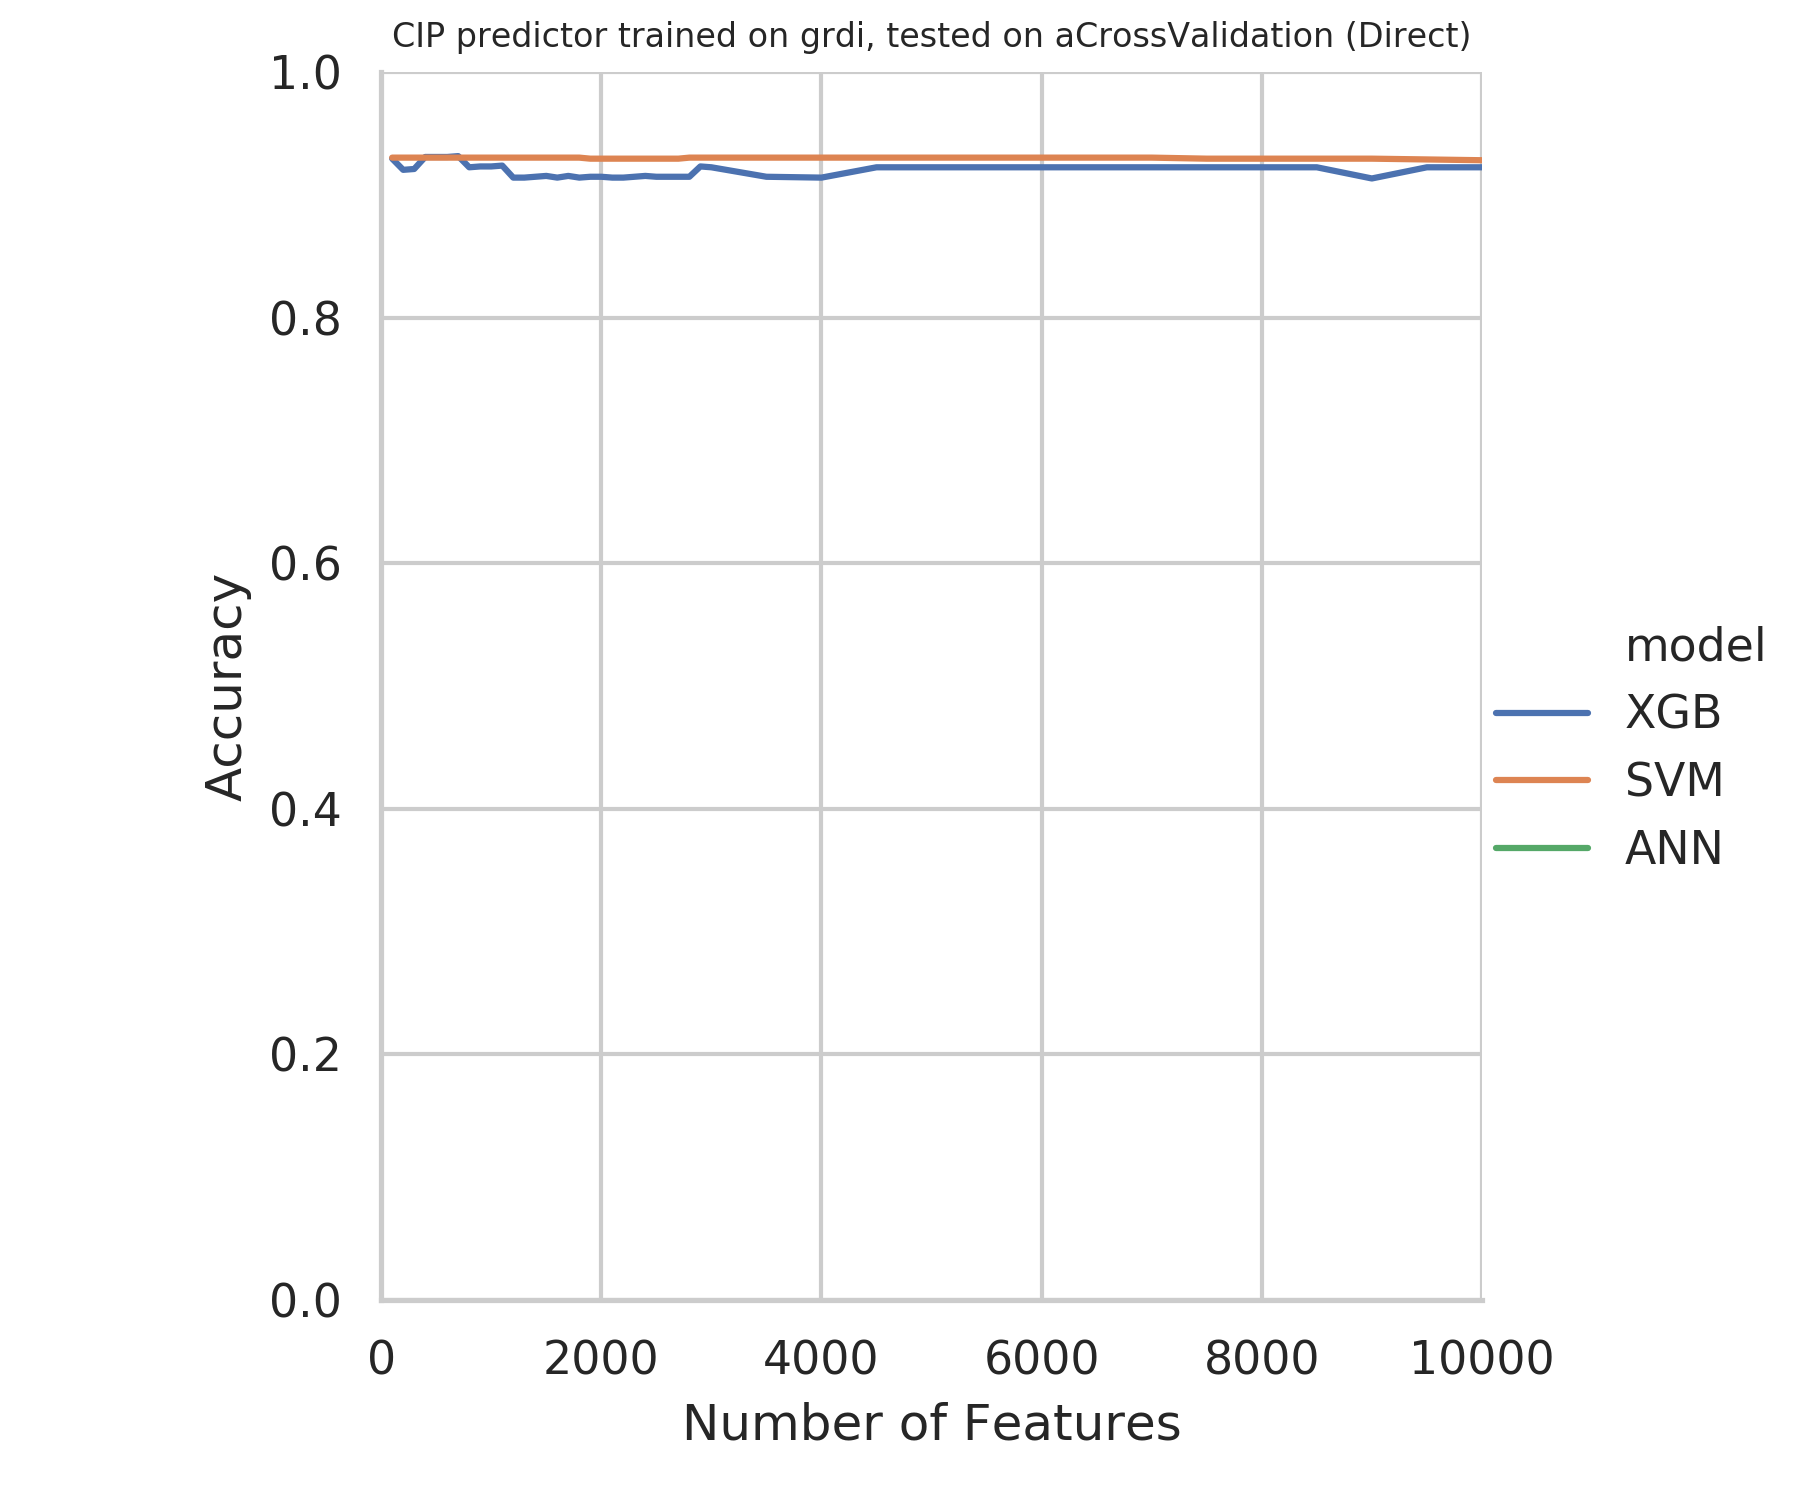 CIP predictor trained on grdi, tested on aCrossValidation (Direct)
1.0
0.8
0.6
0.4
0.2
0.0
Accuracy
0 2000 4000 6000 8000 10000
Number of Features
model
XGB
SVM
ANN